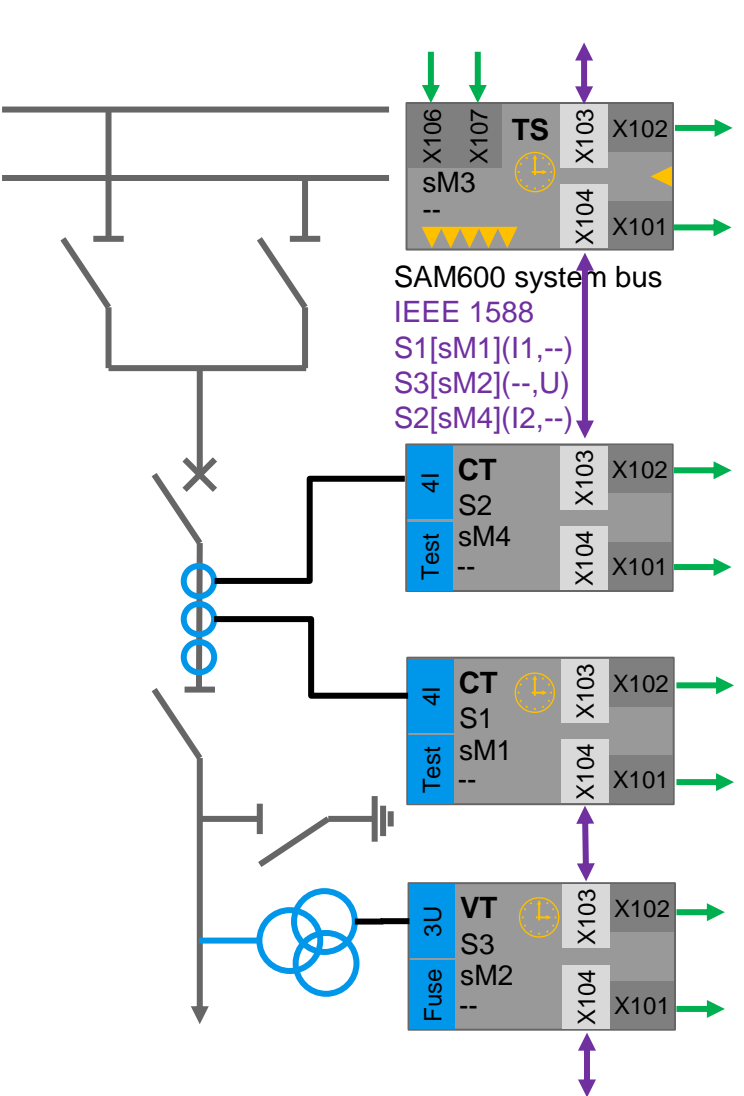 X106
X107
TS
X103
X102
sM3
--
X104
X101
SAM600 system bus
IEEE 1588
S1[sM1](I1,--)
S3[sM2](--,U)
S2[sM4](I2,--)
4I
CT
X103
X102
S2
Test
sM4
--
X104
X101
4I
CT
X103
X102
S1
Test
sM1
--
X104
X101
3U
VT
X103
X102
S3
Fuse
sM2
--
X104
X101